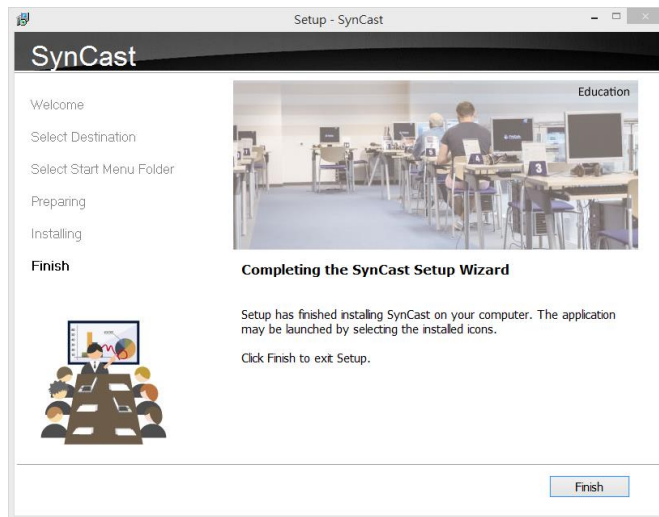 Setup - SynCast
SynCast
Welcome
Select Destination
Select Start Menu Folder
Preparing
Installing
Finish
Education
3
Completing the SynCast Setup Wizard
Setup has finished installing SynCast on your computer. The application
may be launched by selecting the installed icons.
Click Finish to exit Setup.
Finish